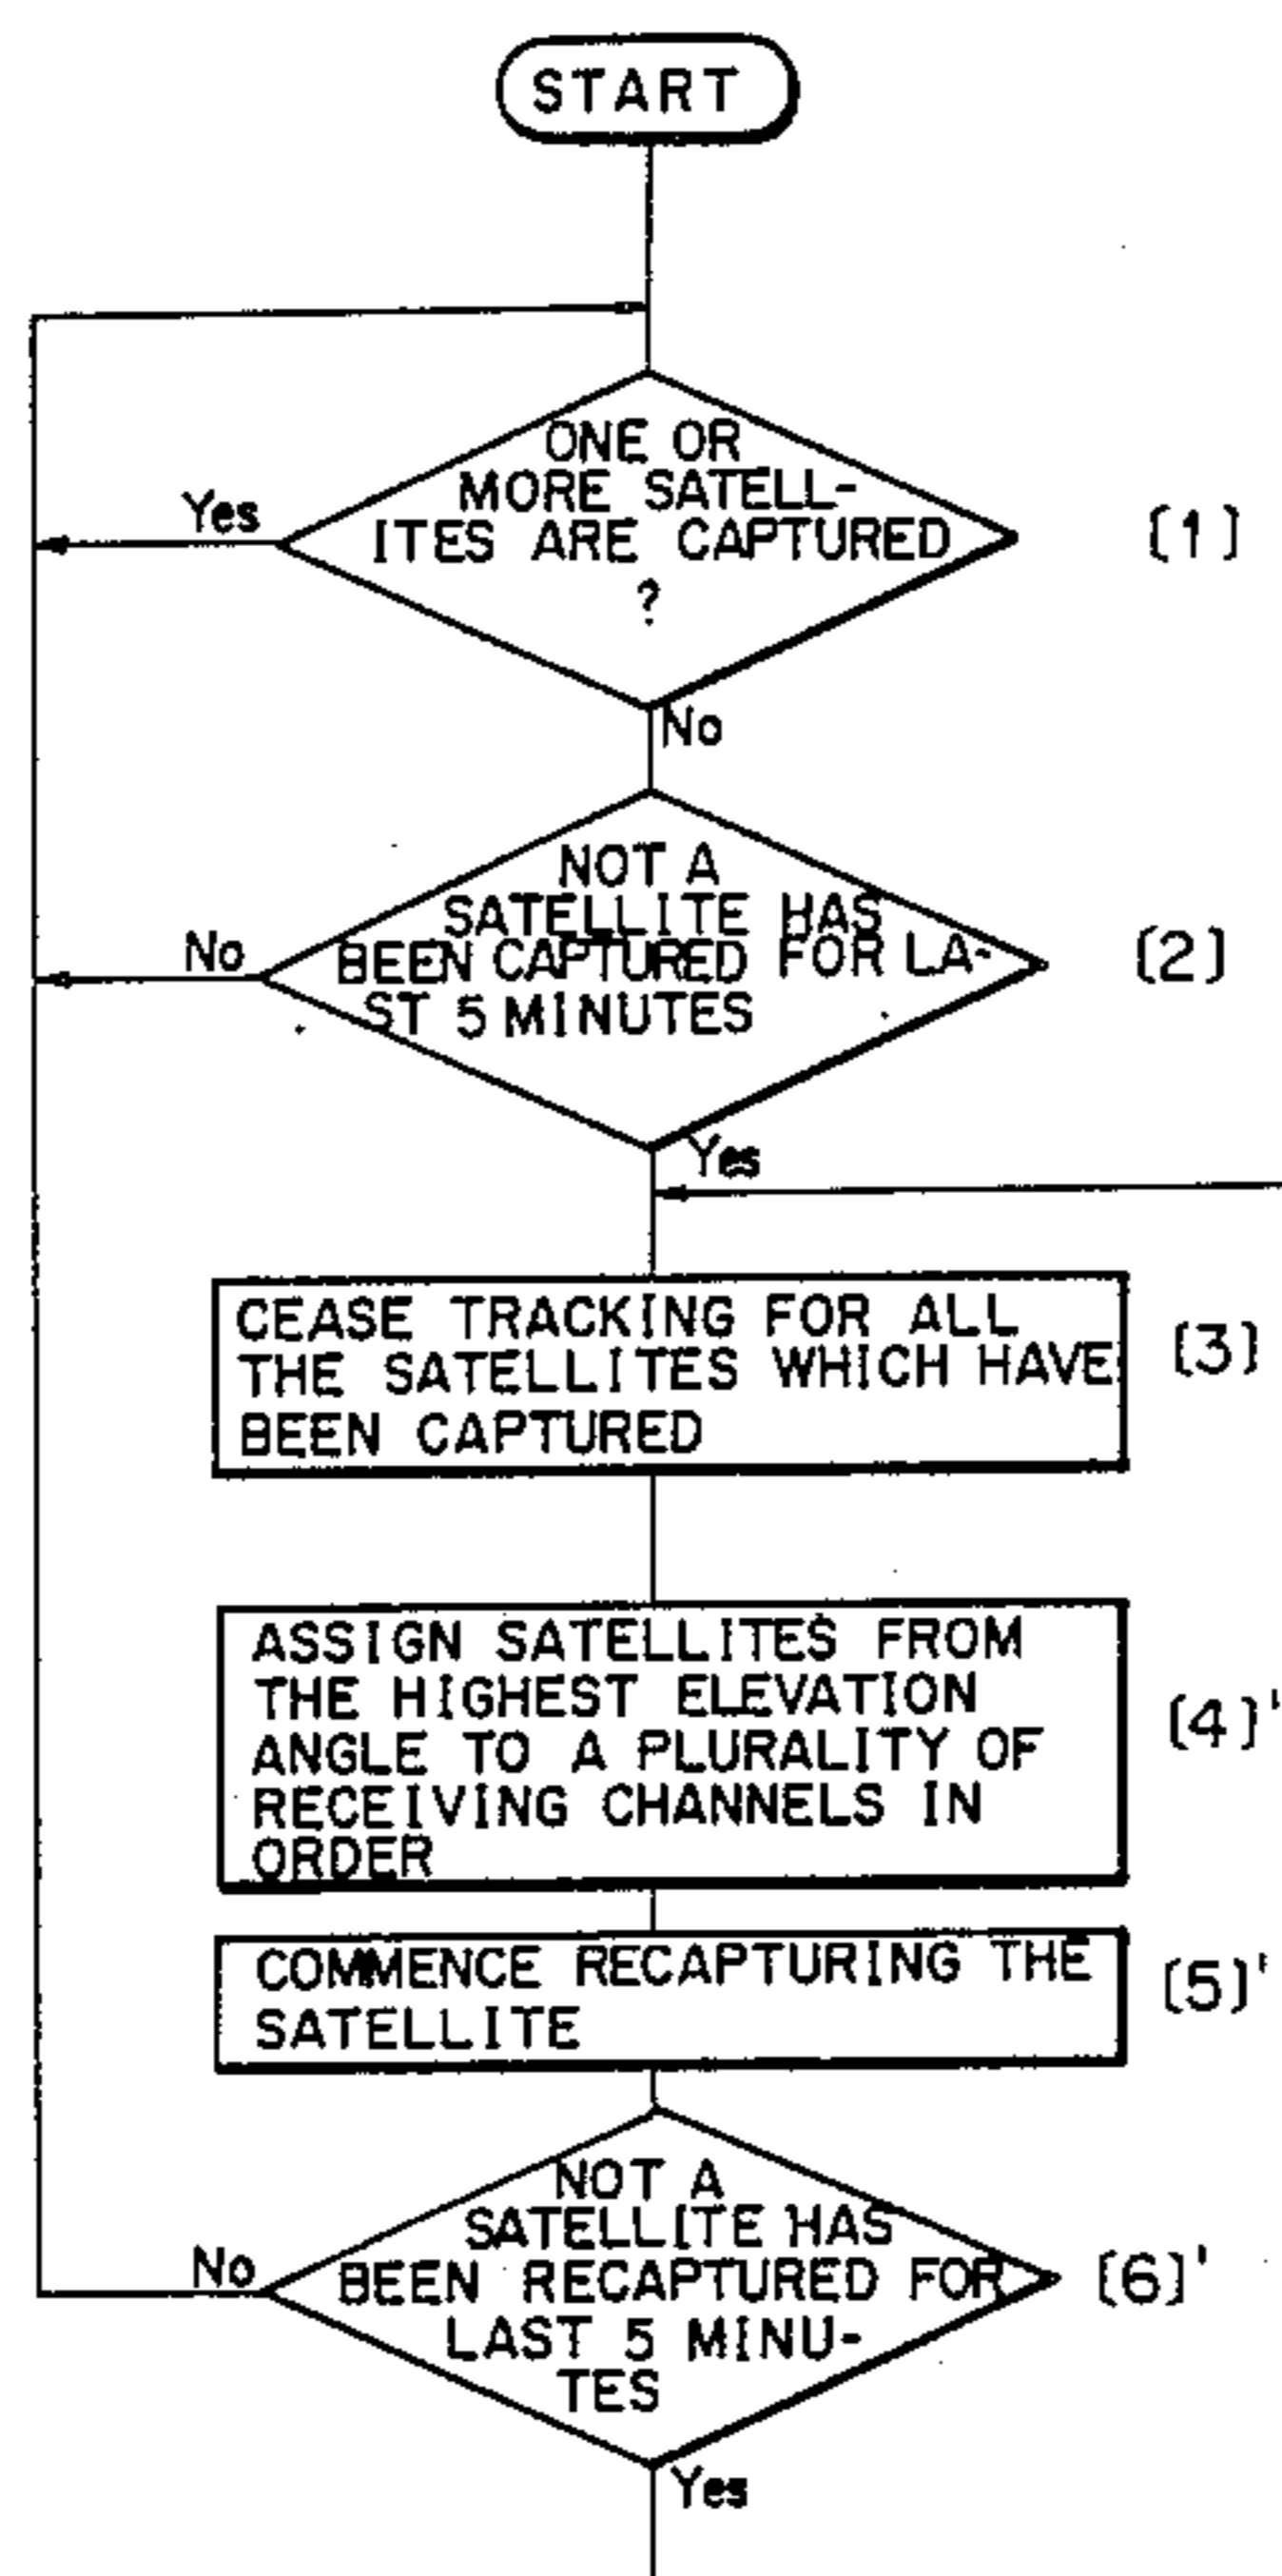 START
ONE OR
MORE SATELL-
ITES ARE CAPTURED
?
Yes
(1)
No
NOT A
SATELLITE HAS
BEEN CAPTURED FOR LA-
ST 5 MINUTES
No
(2)
Yes
CEASE TRACKING FOR ALL
THE SATELLITES WHICH HAVE
BEEN CAPTURED
(3)
ASSIGN SATELLITES FROM
THE HIGHEST ELEVATION
ANGLE TO A PLURALITY OF
RECEIVING CHANNELS IN
ORDER
(4)'
COMMENCE RECAPTURING THE
SATELLITE
(5)'
NOT A
SATELLITE HAS
BEEN RECAPTURED FOR
LAST 5 MINU-
TES
No
(6)'
Yes